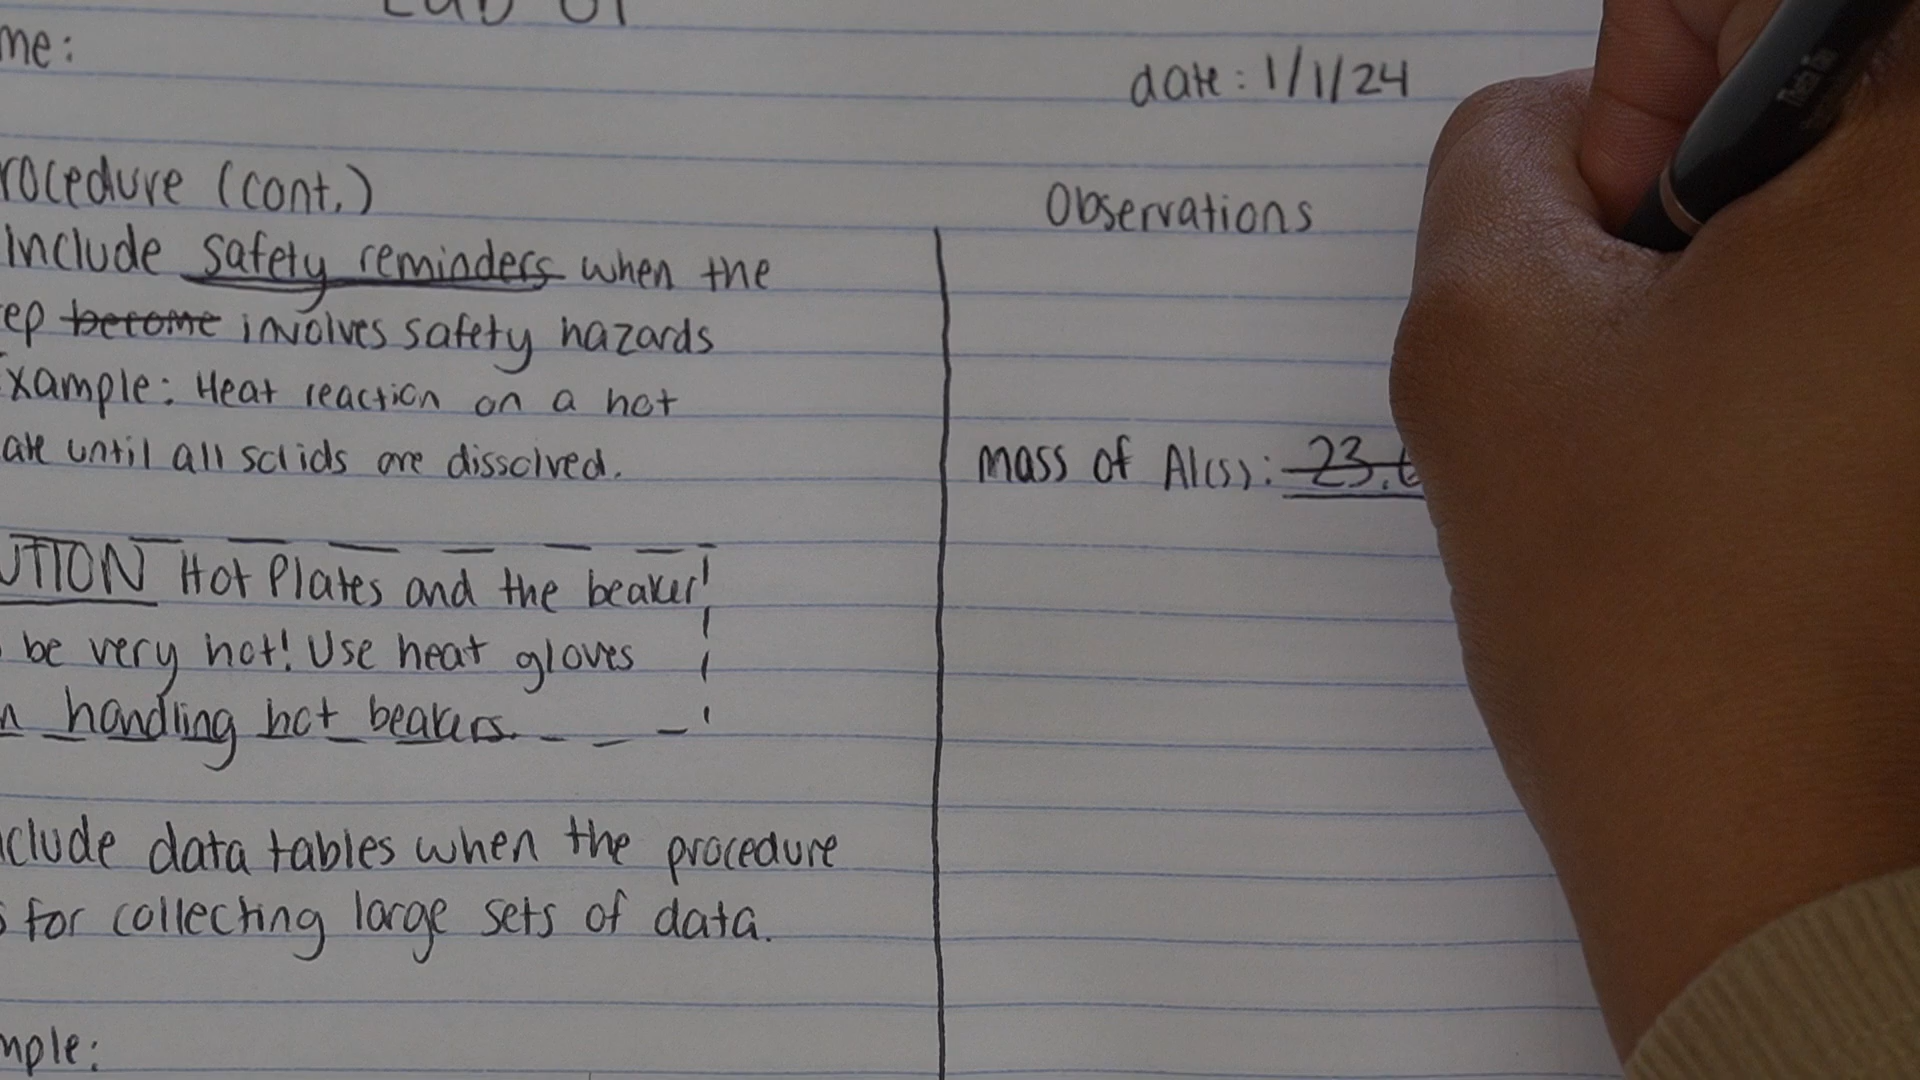 me:
date: 1/1/24
rocedure (cont.)
Observations
Include safety reminders when the
ep become involves safety hazards
xample: Heat reaction on a hot
ate until all solids are dissolved.
Mass of Al(s): 23.
UTION Hot Plates and the beaker
be very hot! Use heat gloves
n handling hot beakers.
clude data tables when the procedure
s for collecting large sets of data.
mple: